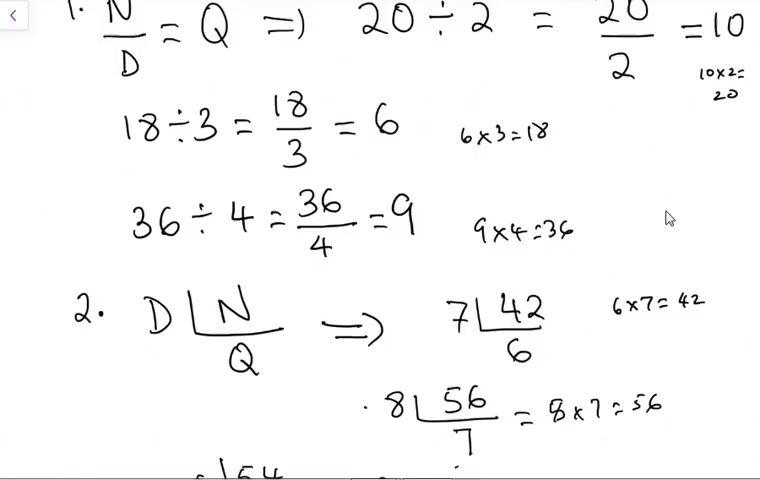 1. N/D = Q => 20 ÷ 2 = 20/2 = 10
10 x 2 = 20
18 ÷ 3 = 18/3 = 6 6 x 3 = 18
36 ÷ 4 = 36/4 = 9 9 x 4 = 36
2. D | N => 7 | 42 6 x 7 = 42
Q 6
. 8 | 56 = 8 x 7 = 56
7
54